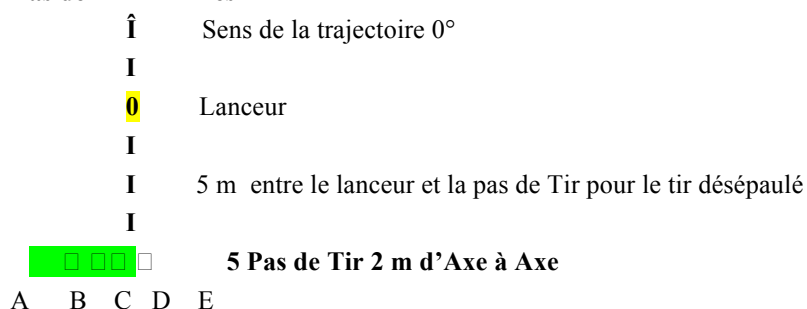 Î Sens de la trajectoire 0°
I
0 Lanceur
I
I 5 m entre le lanceur et la pas de Tir pour le tir désépaulé
I
□ □ □ □ 5 Pas de Tir 2 m d’Axe à Axe
A B C D E